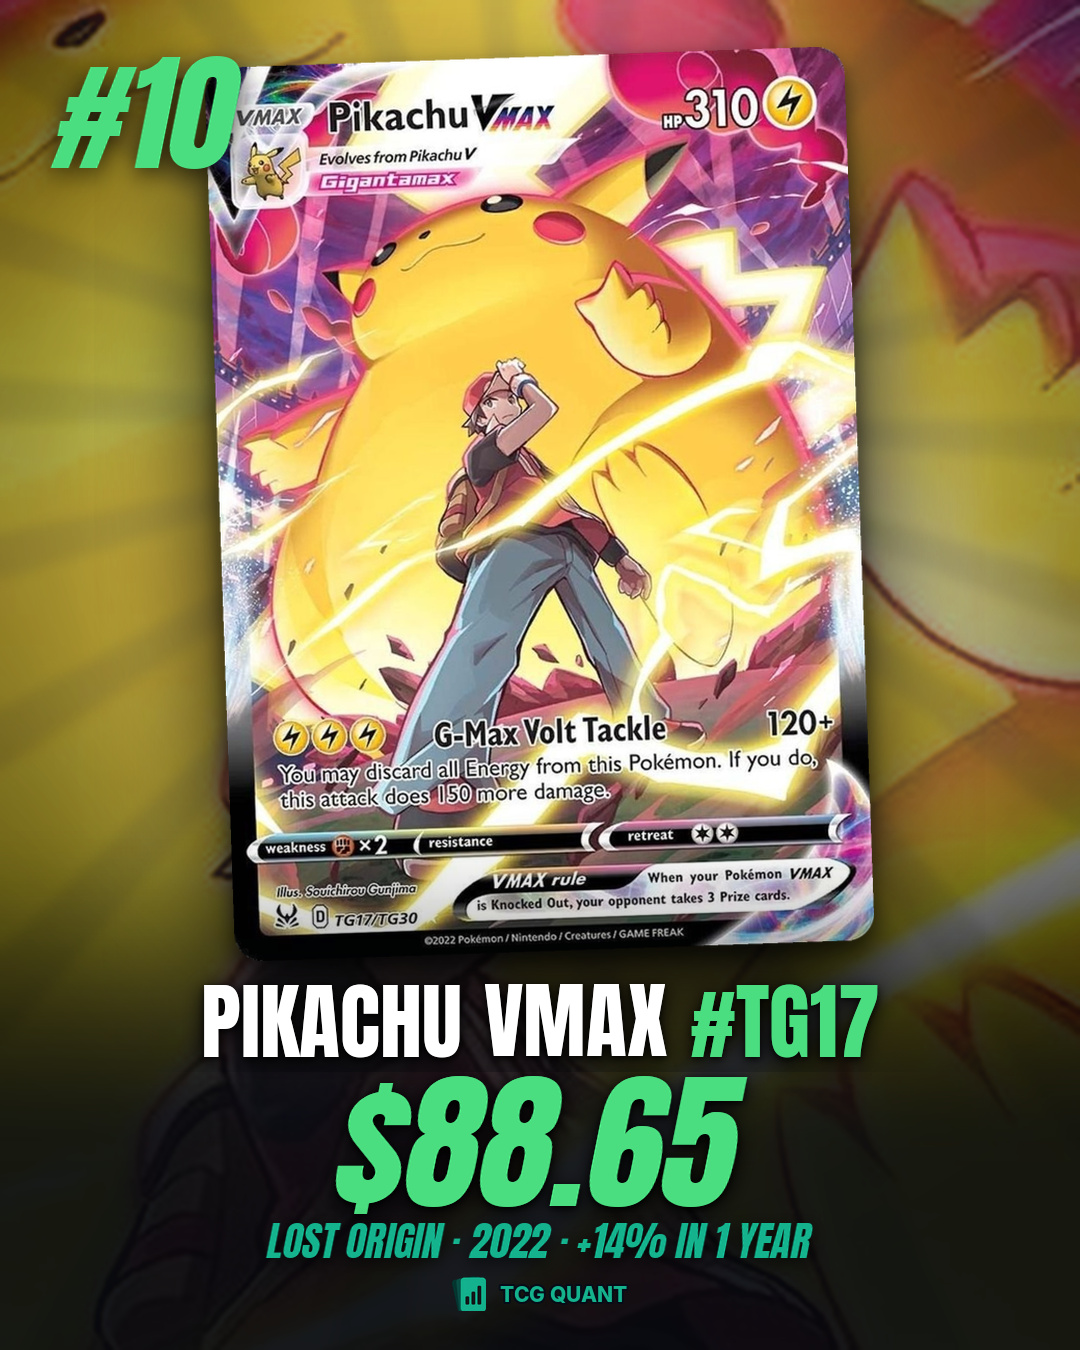 #10
VMAX
Pikachu VMAX
HP 310
Evolves from Pikachu V
Gigantamax
G-Max Volt Tackle 120+
You may discard all Energy from this Pokémon. If you do,
this attack does 150 more damage.
weakness ×2 resistance retreat
VMAX rule When your Pokémon VMAX
is Knocked Out, your opponent takes 3 Prize cards.
Illus. Souichirou Gunjima
D TG17/TG30
©2022 Pokémon / Nintendo / Creatures / GAME FREAK
PIKACHU VMAX #TG17
$88.65
LOST ORIGIN · 2022 · +14% IN 1 YEAR
TCG QUANT